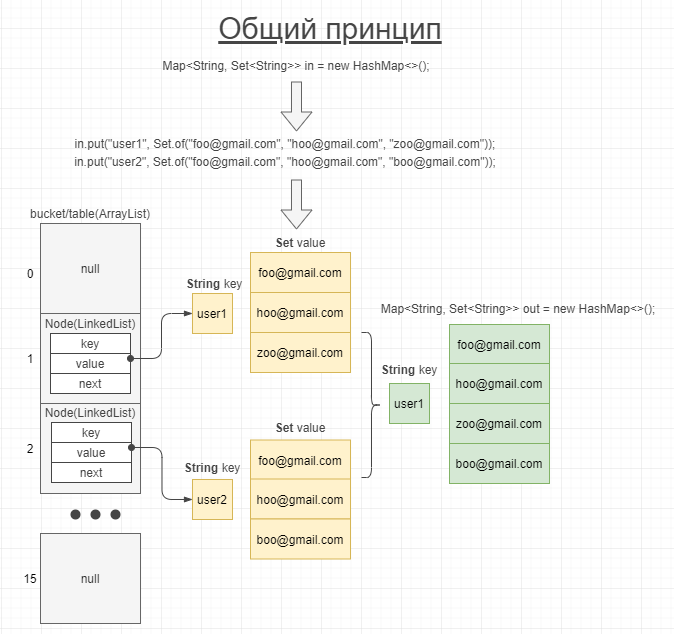 Общий принцип
Map<String, Set<String>> in = new HashMap<>();
in.put("user1", Set.of("foo@gmail.com", "hoo@gmail.com", "zoo@gmail.com"));
in.put("user2", Set.of("foo@gmail.com", "hoo@gmail.com", "boo@gmail.com"));
bucket/table(ArrayList)
0
null
Node(LinkedList)
1
key
value
next
Node(LinkedList)
2
key
value
next
15
null
String key
user1
Set value
foo@gmail.com
hoo@gmail.com
zoo@gmail.com
String key
user2
Set value
foo@gmail.com
hoo@gmail.com
boo@gmail.com
Map<String, Set<String>> out = new HashMap<>();
String key
user1
foo@gmail.com
hoo@gmail.com
zoo@gmail.com
boo@gmail.com